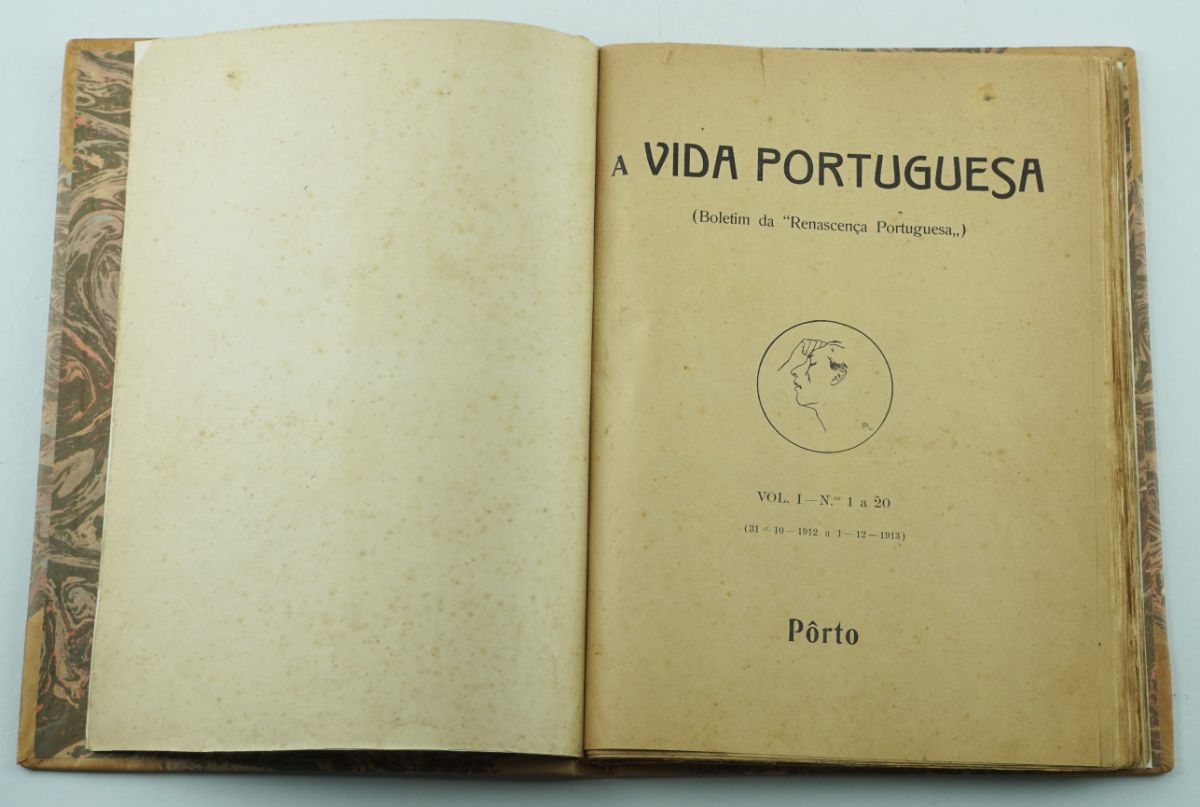 A VIDA PORTUGUESA
(Boletim da “Renascença Portuguesa„)
VOL. I — N.os 1 a 20
(31 — 10 — 1912 a 1 — 12 — 1913)
Pôrto